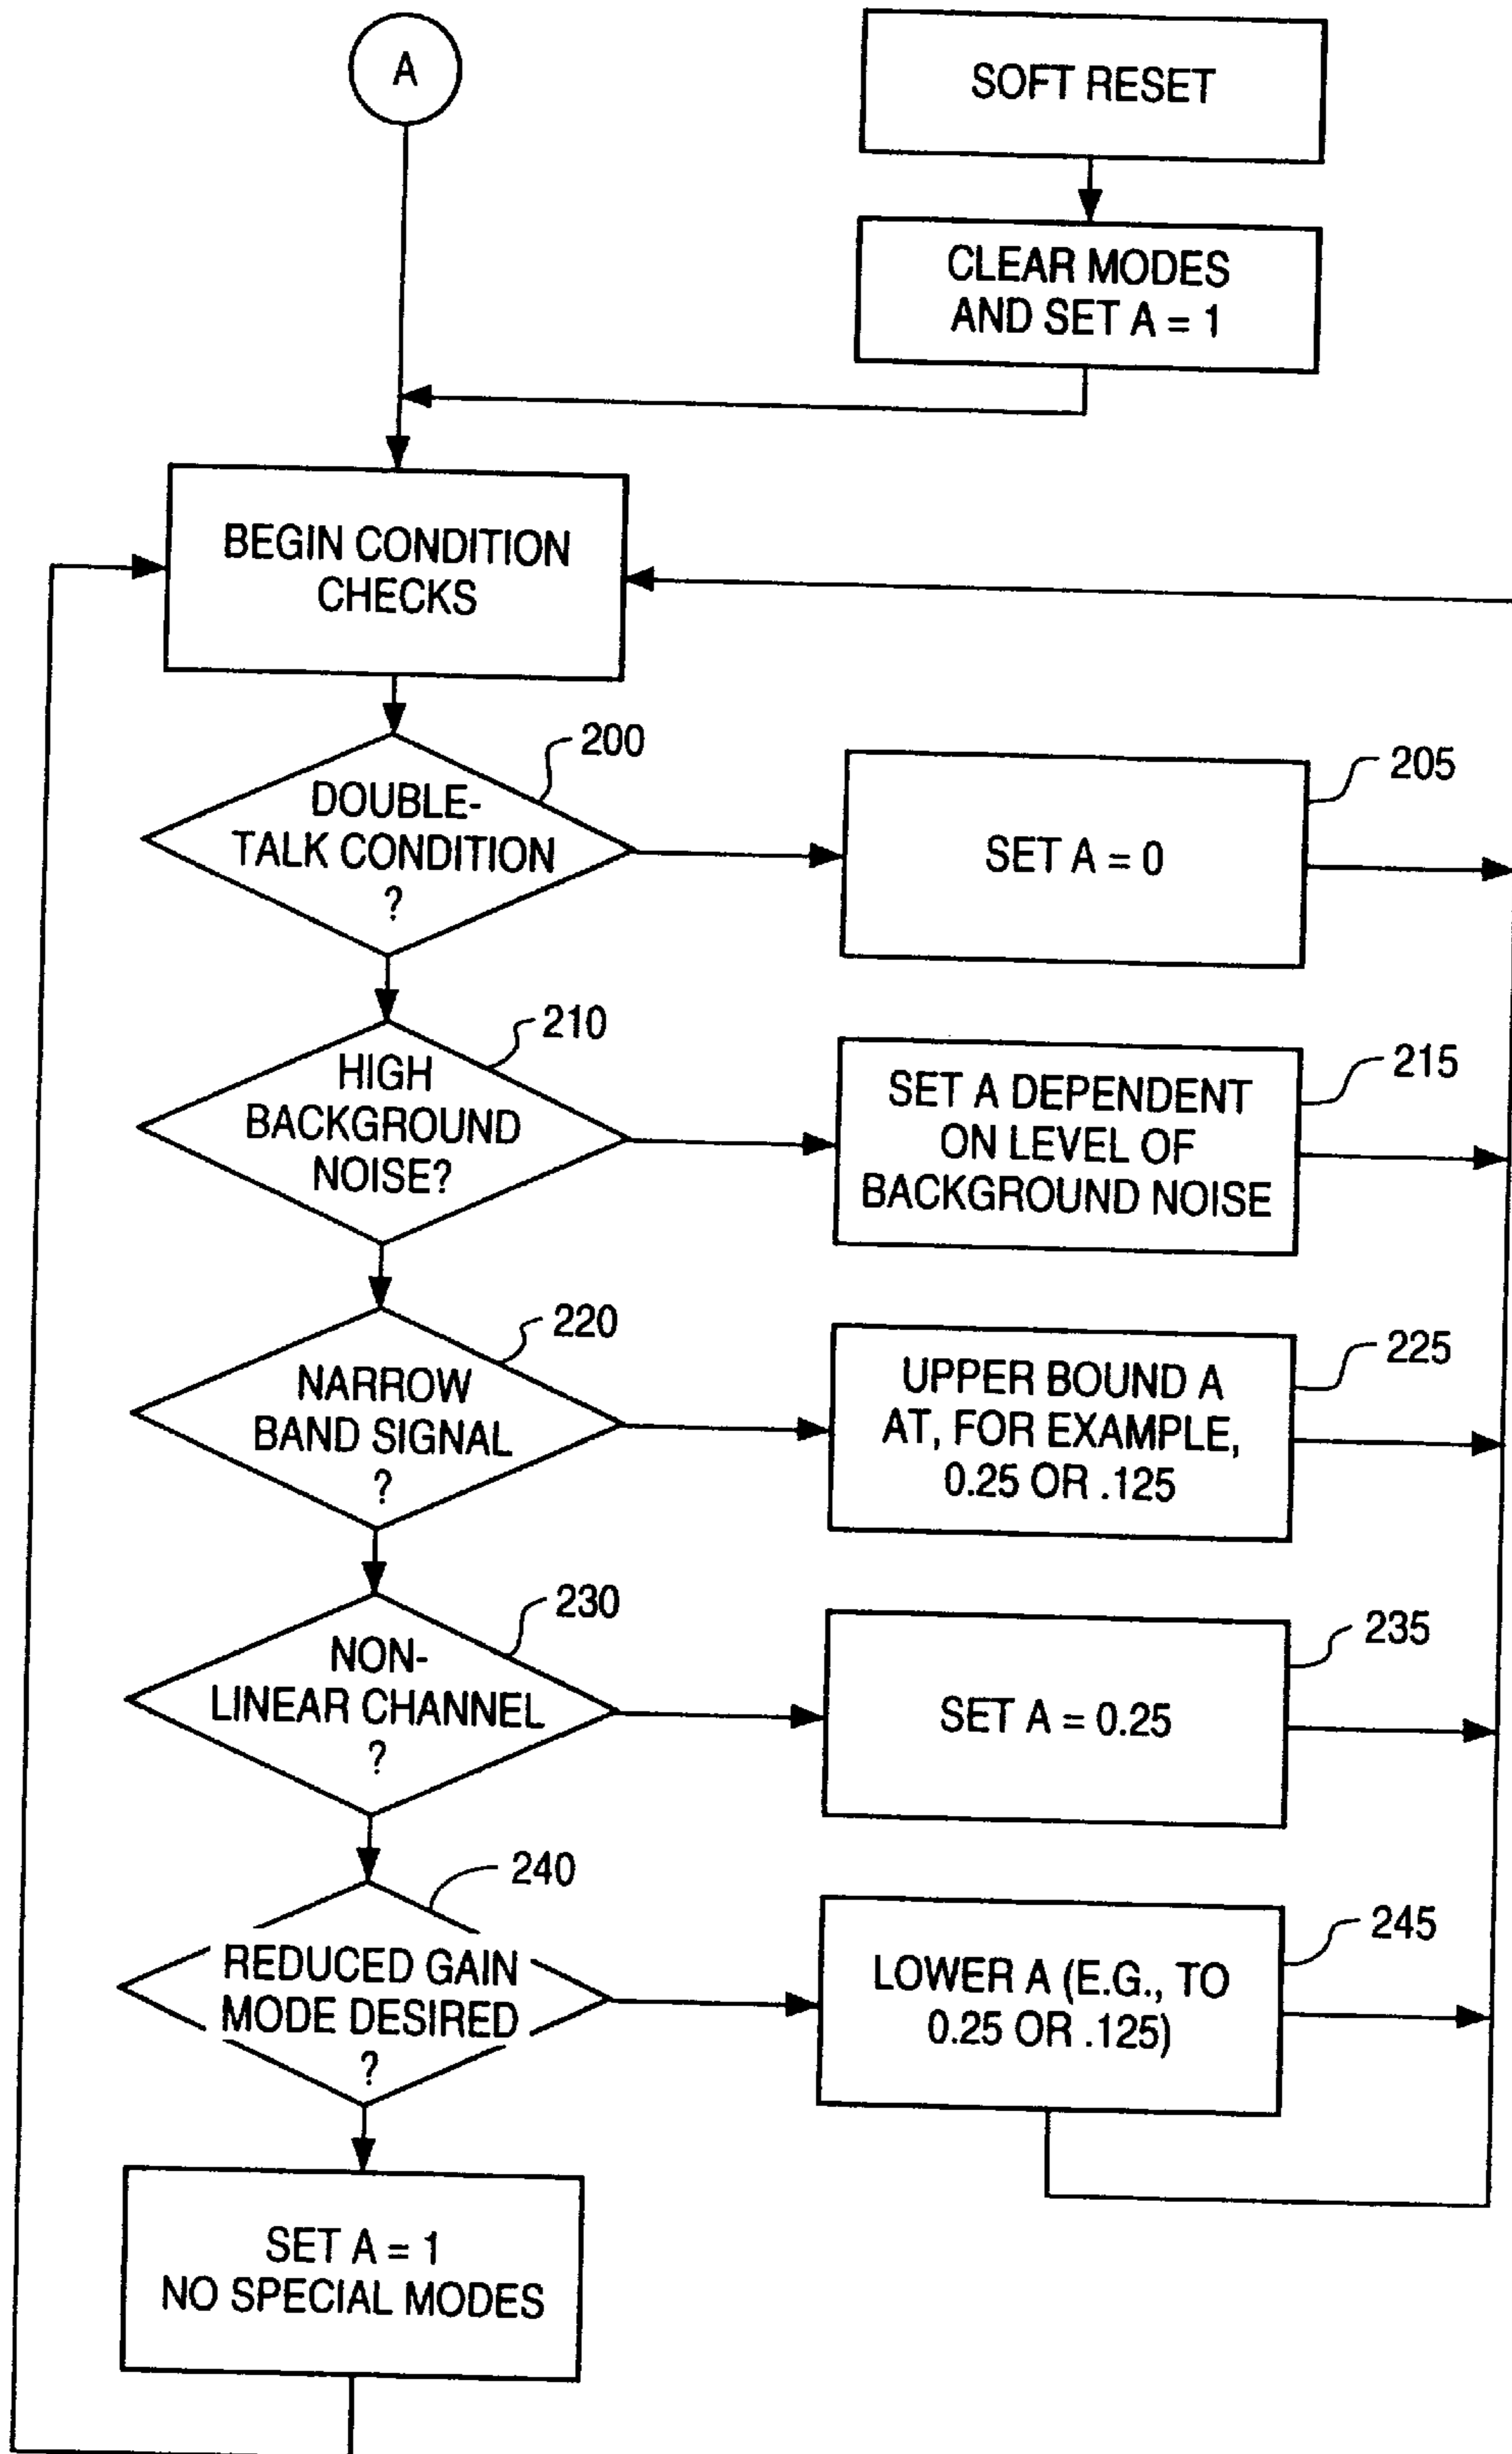 A
SOFT RESET
CLEAR MODES
AND SET A = 1
BEGIN CONDITION
CHECKS
200
DOUBLE-
TALK CONDITION
?
205
SET A = 0
210
HIGH
BACKGROUND
NOISE?
215
SET A DEPENDENT
ON LEVEL OF
BACKGROUND NOISE
220
NARROW
BAND SIGNAL
?
225
UPPER BOUND A
AT, FOR EXAMPLE,
0.25 OR .125
230
NON-
LINEAR CHANNEL
?
235
SET A = 0.25
240
REDUCED GAIN
MODE DESIRED
?
245
LOWER A (E.G., TO
0.25 OR .125)
SET A = 1
NO SPECIAL MODES